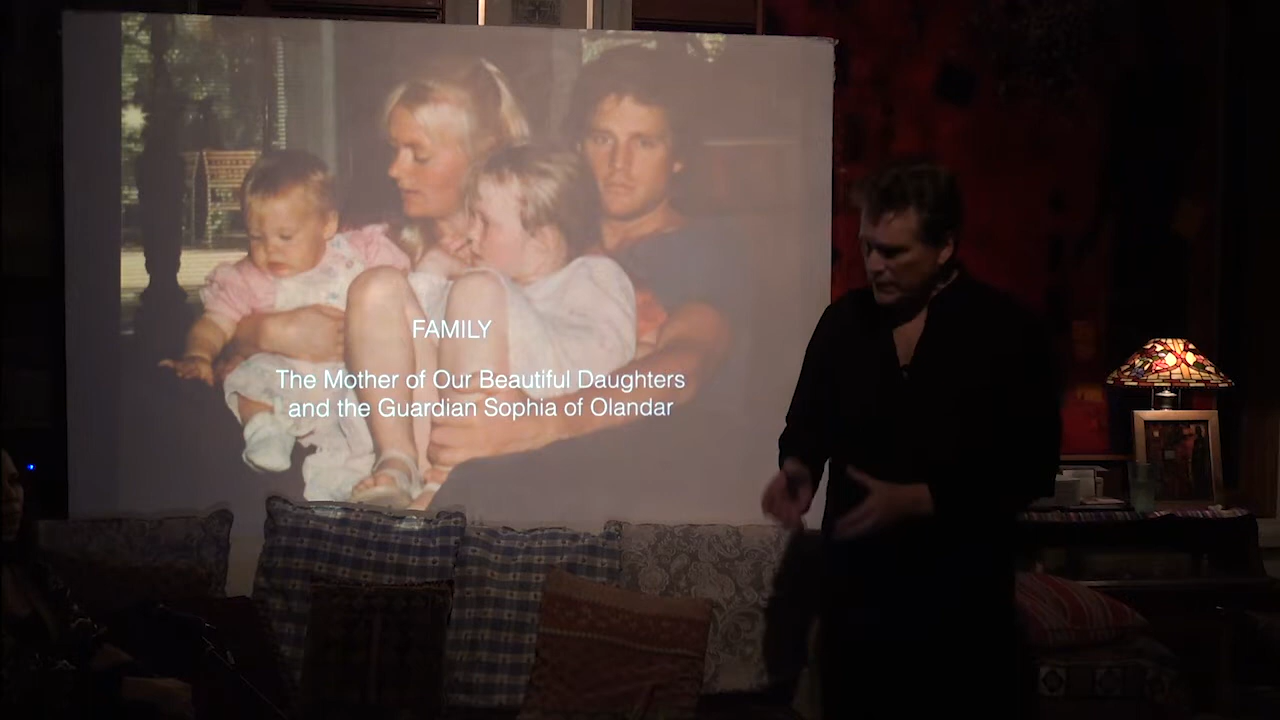 FAMILY
The Mother of Our Beautiful Daughters
and the Guardian Sophia of Olandar